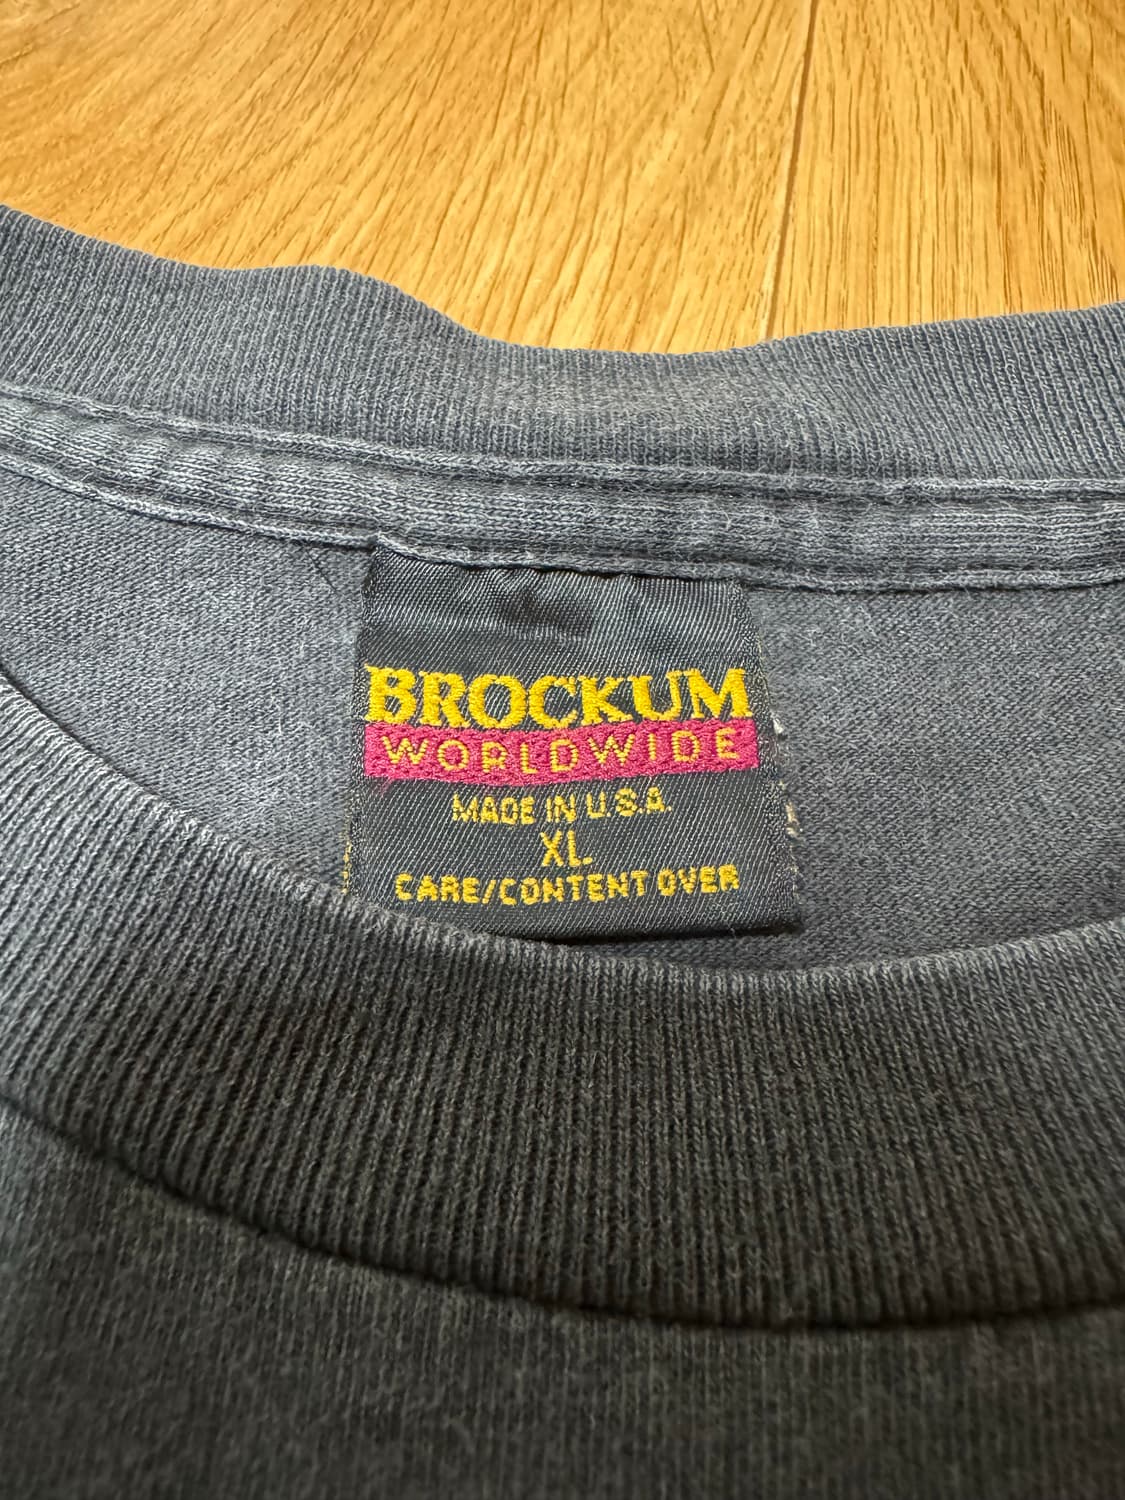 BROCKUM
WORLDWIDE
MADE IN U.S.A.
XL
CARE/CONTENT OVER